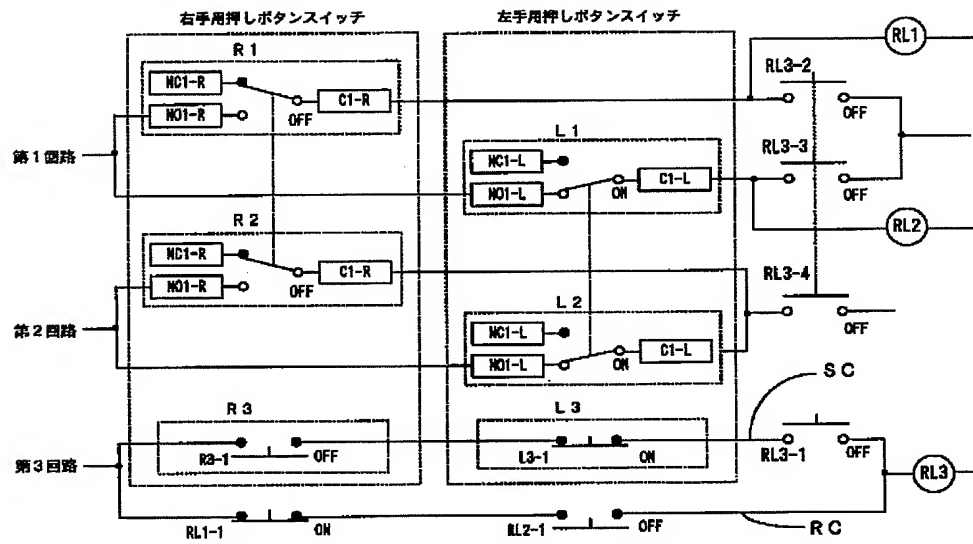 右手用押しボタンスイッチ
左手用押しボタンスイッチ
RL1
R1
RL3-2
NC1-R
C1-R
NO1-R
OFF
OFF
第1回路
L1
RL3-3
NC1-L
NO1-L
ON
C1-L
OFF
R2
RL2
NC1-R
C1-R
NO1-R
OFF
RL3-4
第2回路
L2
OFF
NC1-L
NO1-L
ON
C1-L
SC
R3
L3
第3回路
R3-1
OFF
L3-1
ON
RL3-1
OFF
RL3
RL1-1
ON
RL2-1
OFF
RC